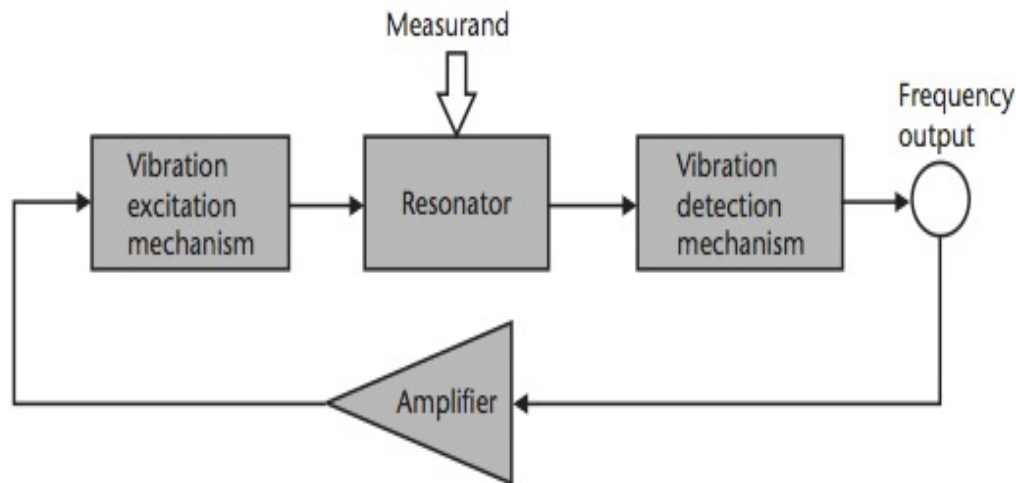 Measurand
Frequency
output
Vibration
excitation
mechanism
Resonator
Vibration
detection
mechanism
Amplifier